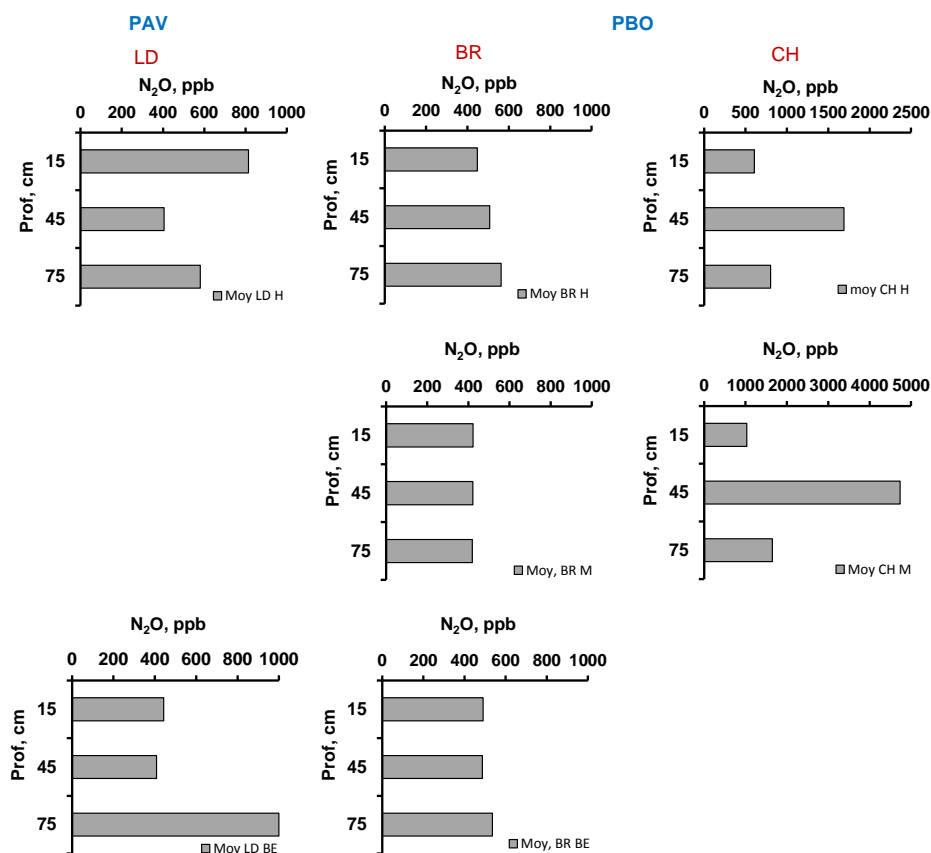 PAV PBO
LD BR CH
N₂O, ppb N₂O, ppb N₂O, ppb
0 200 400 600 800 1000 0 200 400 600 800 1000 0 500 1000 1500 2000 2500
Prof, cm 15 45 75 Moy LD H
Prof, cm 15 45 75 Moy BR H
Prof, cm 15 45 75 moy CH H
N₂O, ppb N₂O, ppb
0 200 400 600 800 1000 0 1000 2000 3000 4000 5000
Prof, cm 15 45 75 Moy, BR M
Prof, cm 15 45 75 Moy CH M
N₂O, ppb N₂O, ppb
0 200 400 600 800 1000 0 200 400 600 800 1000
Prof, cm 15 45 75 Moy LD BE
Prof, cm 15 45 75 Moy, BR BE